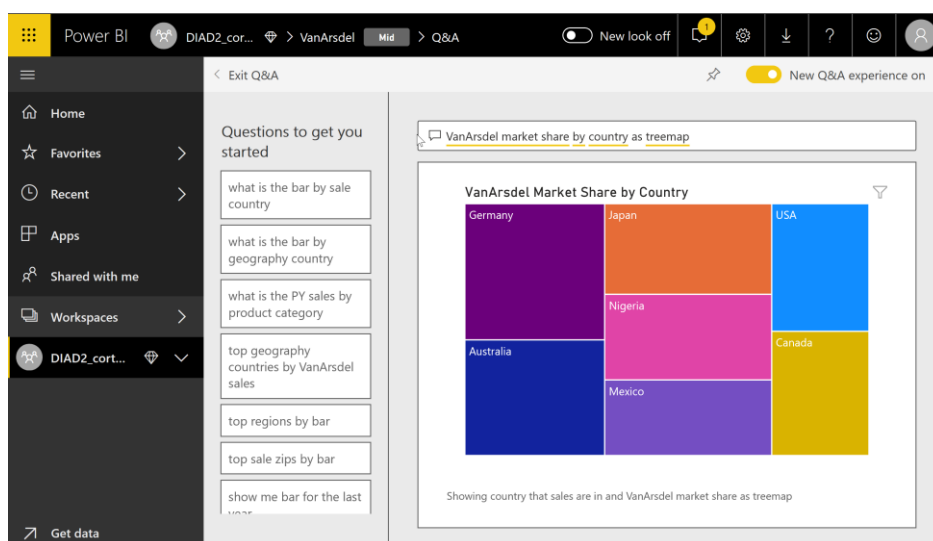 Power BI
DIAD2_cor... > VanArsdel Mid > Q&A
New look off
1
?
Exit Q&A
New Q&A experience on
Home
Favorites
Recent
Apps
Shared with me
Workspaces
DIAD2_cort...
Get data
Questions to get you
started
what is the bar by sale
country
what is the bar by
geography country
what is the PY sales by
product category
top geography
countries by VanArsdel
sales
top regions by bar
top sale zips by bar
show me bar for the last
VanArsdel market share by country as treemap
VanArsdel Market Share by Country
Germany
Japan
USA
Nigeria
Australia
Canada
Mexico
Showing country that sales are in and VanArsdel market share as treemap